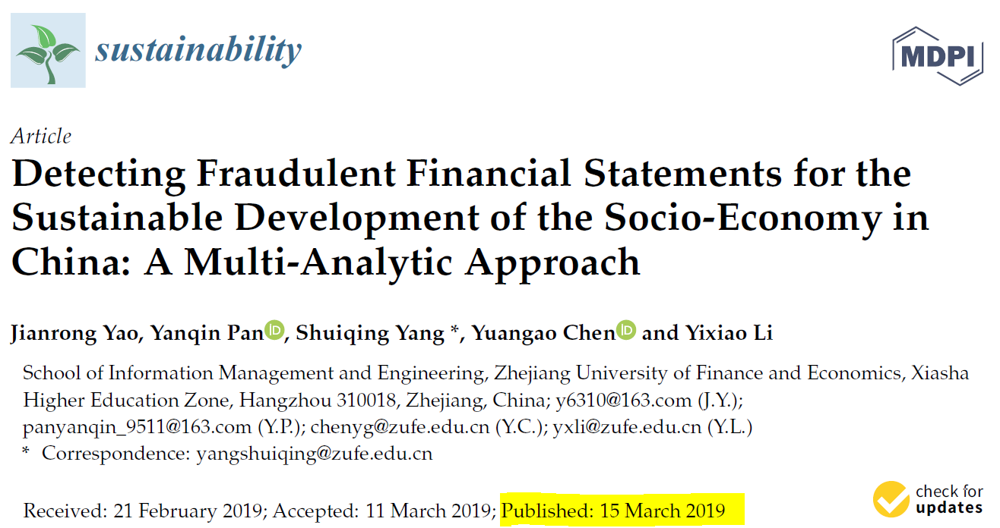 sustainability
MDPI
Article
Detecting Fraudulent Financial Statements for the
Sustainable Development of the Socio-Economy in
China: A Multi-Analytic Approach
Jianrong Yao, Yanqin Pan iD, Shuiqing Yang *, Yuangao Chen iD and Yixiao Li
School of Information Management and Engineering, Zhejiang University of Finance and Economics, Xiasha
Higher Education Zone, Hangzhou 310018, Zhejiang, China; y6310@163.com (J.Y.);
panyanqin_9511@163.com (Y.P.); chenyg@zufe.edu.cn (Y.C.); yxli@zufe.edu.cn (Y.L.)
* Correspondence: yangshuiqing@zufe.edu.cn
Received: 21 February 2019; Accepted: 11 March 2019; Published: 15 March 2019
check for
updates